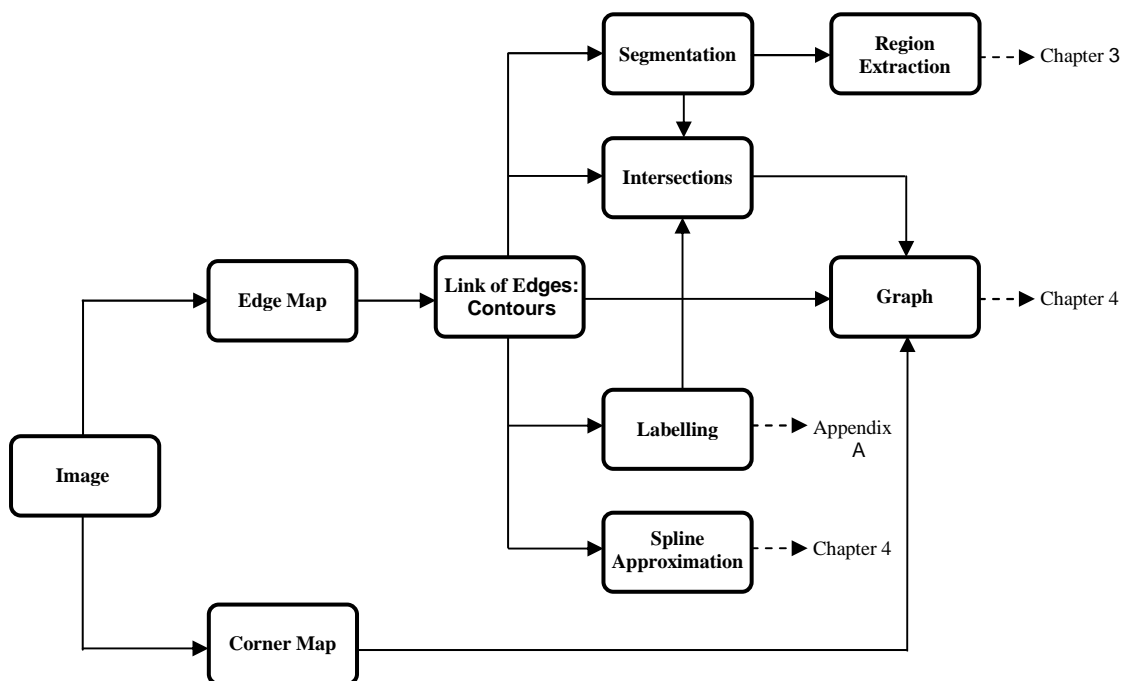 Segmentation
Region
Extraction
Chapter 3
Intersections
Edge Map
Link of Edges:
Contours
Graph
Chapter 4
Labelling
Appendix
A
Image
Spline
Approximation
Chapter 4
Corner Map